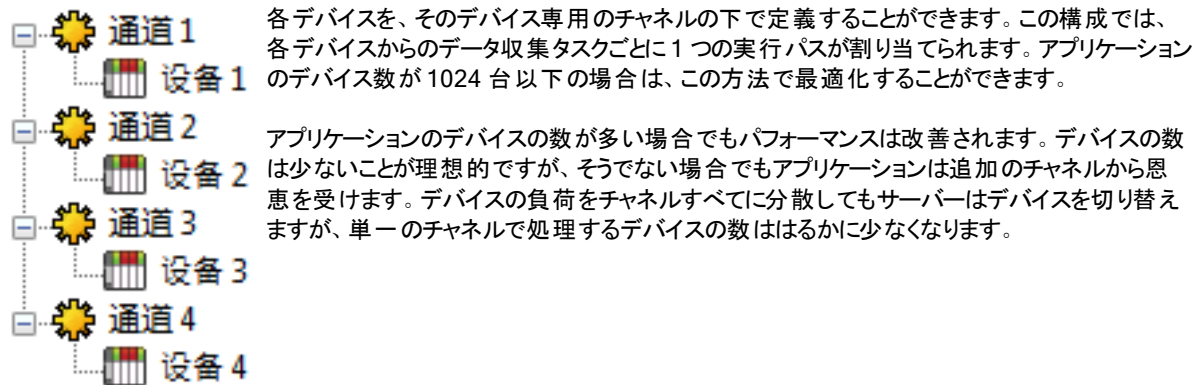 通道 1
设备 1
通道 2
设备 2
通道 3
设备 3
通道 4
设备 4
各デバイスを、そのデバイス専用のチャネルの下で定義することができます。この構成では、
各デバイスからのデータ収集タスクごとに 1 つの実行パスが割り当てられます。アプリケーション
のデバイス数が 1024 台以下の場合は、この方法で最適化することができます。
アプリケーションのデバイスの数が多い場合でもパフォーマンスは改善されます。デバイスの数
は少ないことが理想的ですが、そうでない場合でもアプリケーションは追加のチャネルから恩
恵を受けます。デバイスの負荷をチャネルすべてに分散してもサーバーはデバイスを切り替え
ますが、単一のチャネルで処理するデバイスの数ははるかに少なくなります。